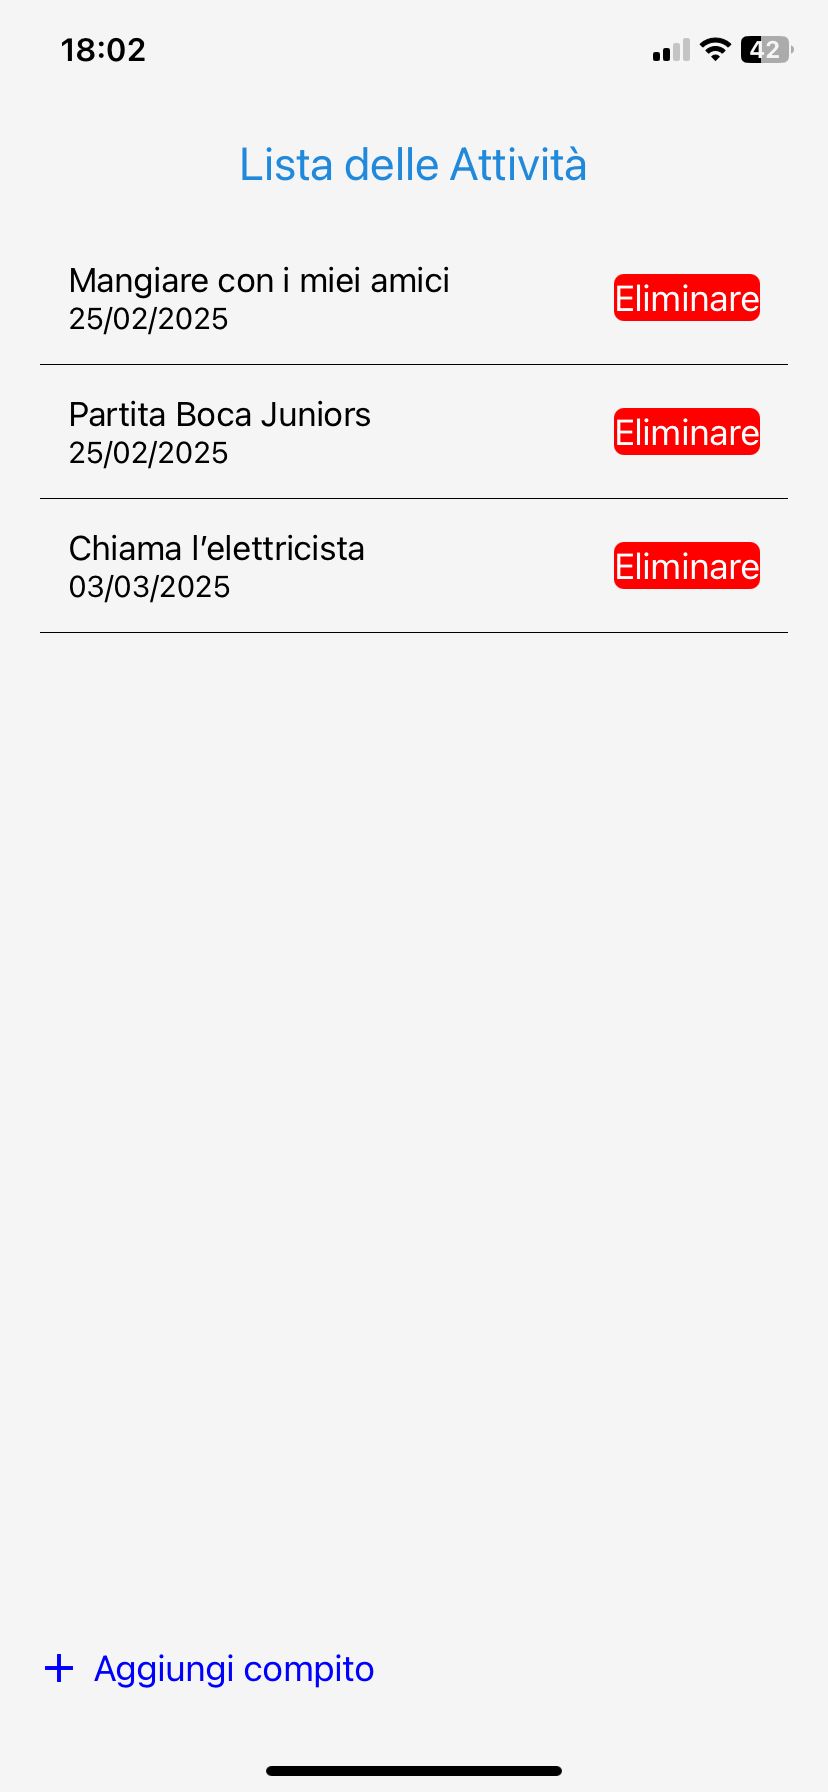 18:02
42
Lista delle Attività
Mangiare con i miei amici
25/02/2025
Eliminare
Partita Boca Juniors
25/02/2025
Eliminare
Chiama l’elettricista
03/03/2025
Eliminare
+ Aggiungi compito